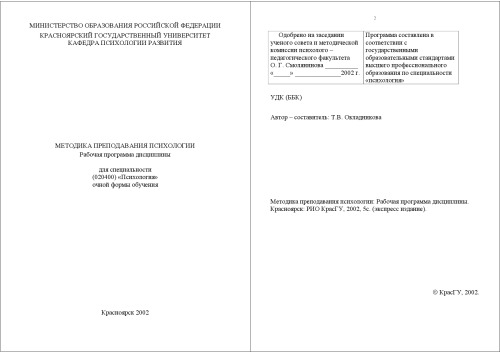 МИНИСТЕРСТВО ОБРАЗОВАНИЯ РОССИЙСКОЙ ФЕДЕРАЦИИ
КРАСНОЯРСКИЙ ГОСУДАРСТВЕННЫЙ УНИВЕРСИТЕТ
КАФЕДРА ПСИХОЛОГИИ РАЗВИТИЯ
МЕТОДИКА ПРЕПОДАВАНИЯ ПСИХОЛОГИИ
Рабочая программа дисциплины
для специальности
(020400) «Психология»
очной формы обучения
Красноярск 2002
2
Одобрено на заседании
ученого совета и методической
комиссии психолого –
педагогического факультета
О. Г. Смолянинова __________
«_____» ______________2002 г.
Программа составлена в
соответствии с
государственными
образовательными стандартами
высшего профессионального
образования по специальности
«психология»
УДК (ББК)
Автор – составитель: Т.В. Окладникова
Методика преподавания психологии: Рабочая программа дисциплины.
Красноярск: РИО КрасГУ, 2002, 5с. (экспресс издание).
© КрасГУ, 2002.